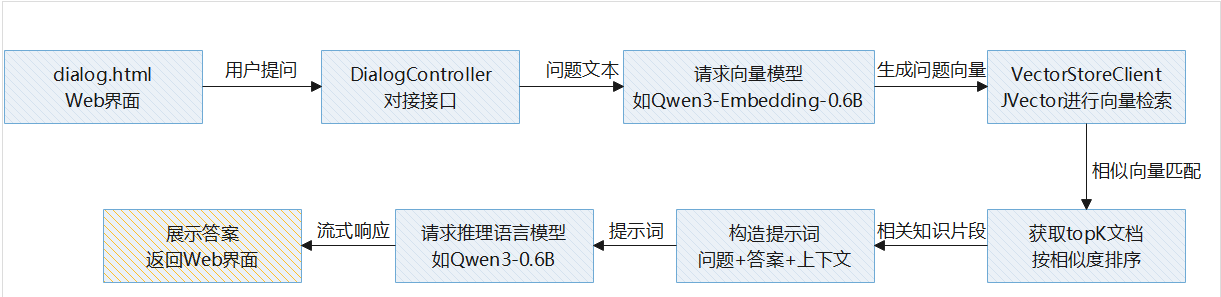 dialog.html
Web界面
用户提问
DialogController
对接接口
问题文本
请求向量模型
如Qwen3-Embedding-0.6B
生成问题向量
VectorStoreClient
JVector进行向量检索
相似向量匹配
获取topK文档
按相似度排序
相关知识片段
构造提示词
问题+答案+上下文
提示词
请求推理语言模型
如Qwen3-0.6B
流式响应
展示答案
返回Web界面